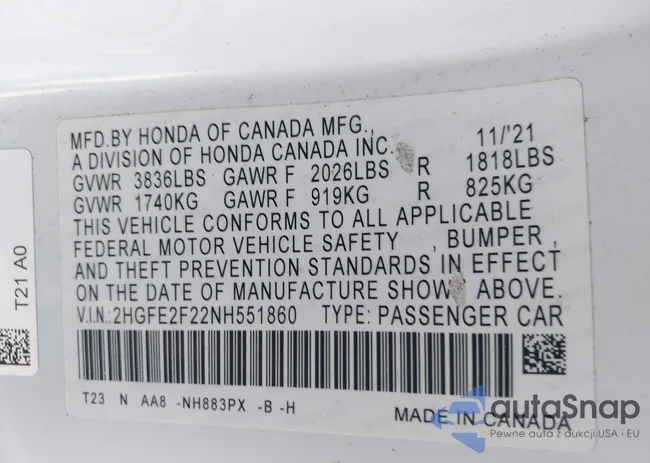 MFD.BY HONDA OF CANADA MFG., 11/'21
A DIVISION OF HONDA CANADA INC.
GVWR 3836LBS GAWR F 2026LBS R 1818LBS
GVWR 1740KG GAWR F 919KG R 825KG
THIS VEHICLE CONFORMS TO ALL APPLICABLE
FEDERAL MOTOR VEHICLE SAFETY , BUMPER ,
AND THEFT PREVENTION STANDARDS IN EFFECT
ON THE DATE OF MANUFACTURE SHOW ABOVE.
V.I.N:2HGFE2F22NH551860 TYPE: PASSENGER CAR
T23 N AA8 -NH883PX -B -H
MADE IN CANADA
T21 A0
autaSnap
Pewne auta z aukcji USA i EU